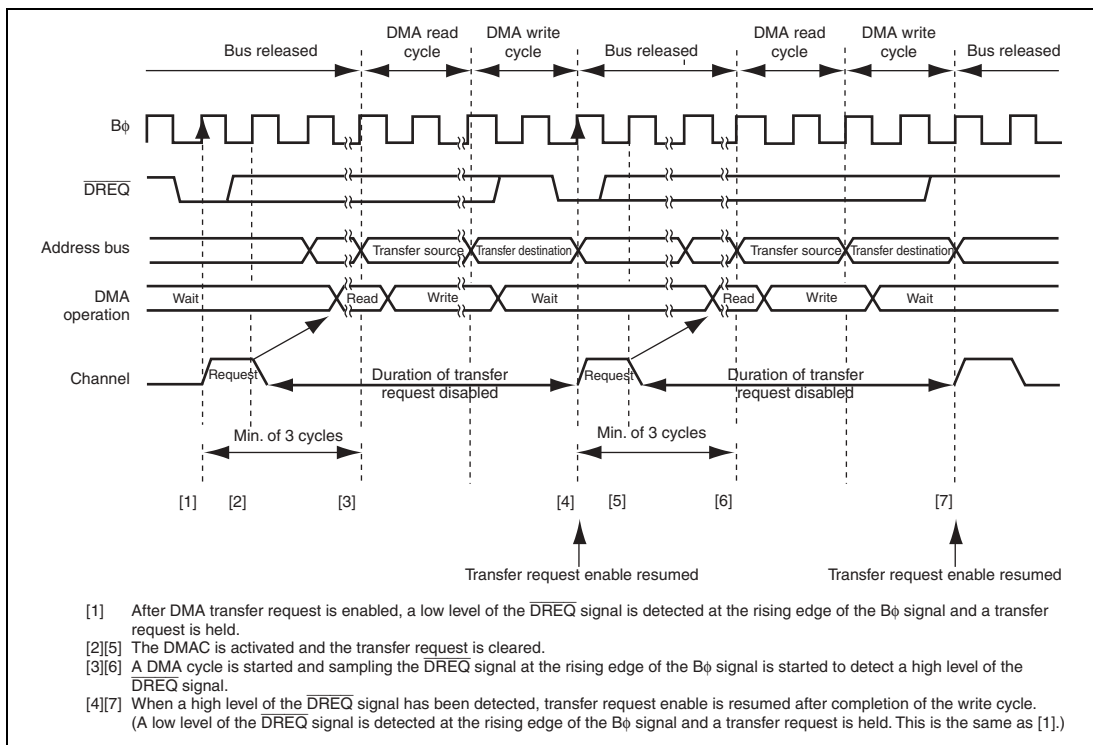 DMA read cycle
DMA write cycle
DMA read cycle
DMA write cycle
Bus released
Bus released
Bus released
Bφ
DREQ
Address bus
Transfer source
Transfer destination
Transfer source
Transfer destination
DMA operation
Wait
Read
Write
Wait
Read
Write
Wait
Channel
Request
Duration of transfer request disabled
Request
Duration of transfer request disabled
Min. of 3 cycles
Min. of 3 cycles
[1]
[2]
[3]
[4]
[5]
[6]
[7]
Transfer request enable resumed
Transfer request enable resumed
[1] After DMA transfer request is enabled, a low level of the DREQ signal is detected at the rising edge of the Bφ signal and a transfer
request is held.
[2][5] The DMAC is activated and the transfer request is cleared.
[3][6] A DMA cycle is started and sampling the DREQ signal at the rising edge of the Bφ signal is started to detect a high level of the
DREQ signal.
[4][7] When a high level of the DREQ signal has been detected, transfer request enable is resumed after completion of the write cycle.
(A low level of the DREQ signal is detected at the rising edge of the Bφ signal and a transfer request is held. This is the same as [1].)